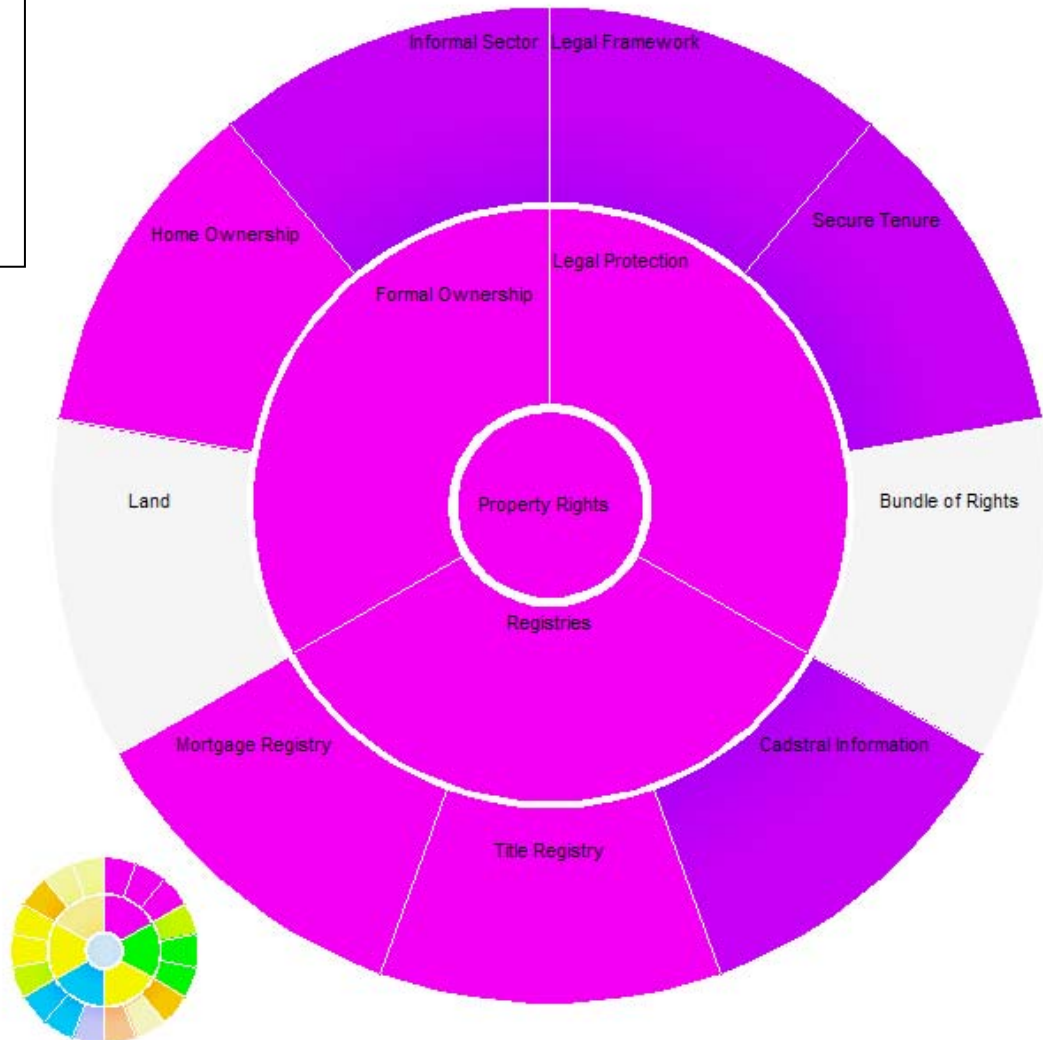 Informal Sector
Legal Framework
Home Ownership
Secure Tenure
Formal Ownership
Legal Protection
Land
Property Rights
Bundle of Rights
Registries
Mortgage Registry
Cadstral Information
Title Registry